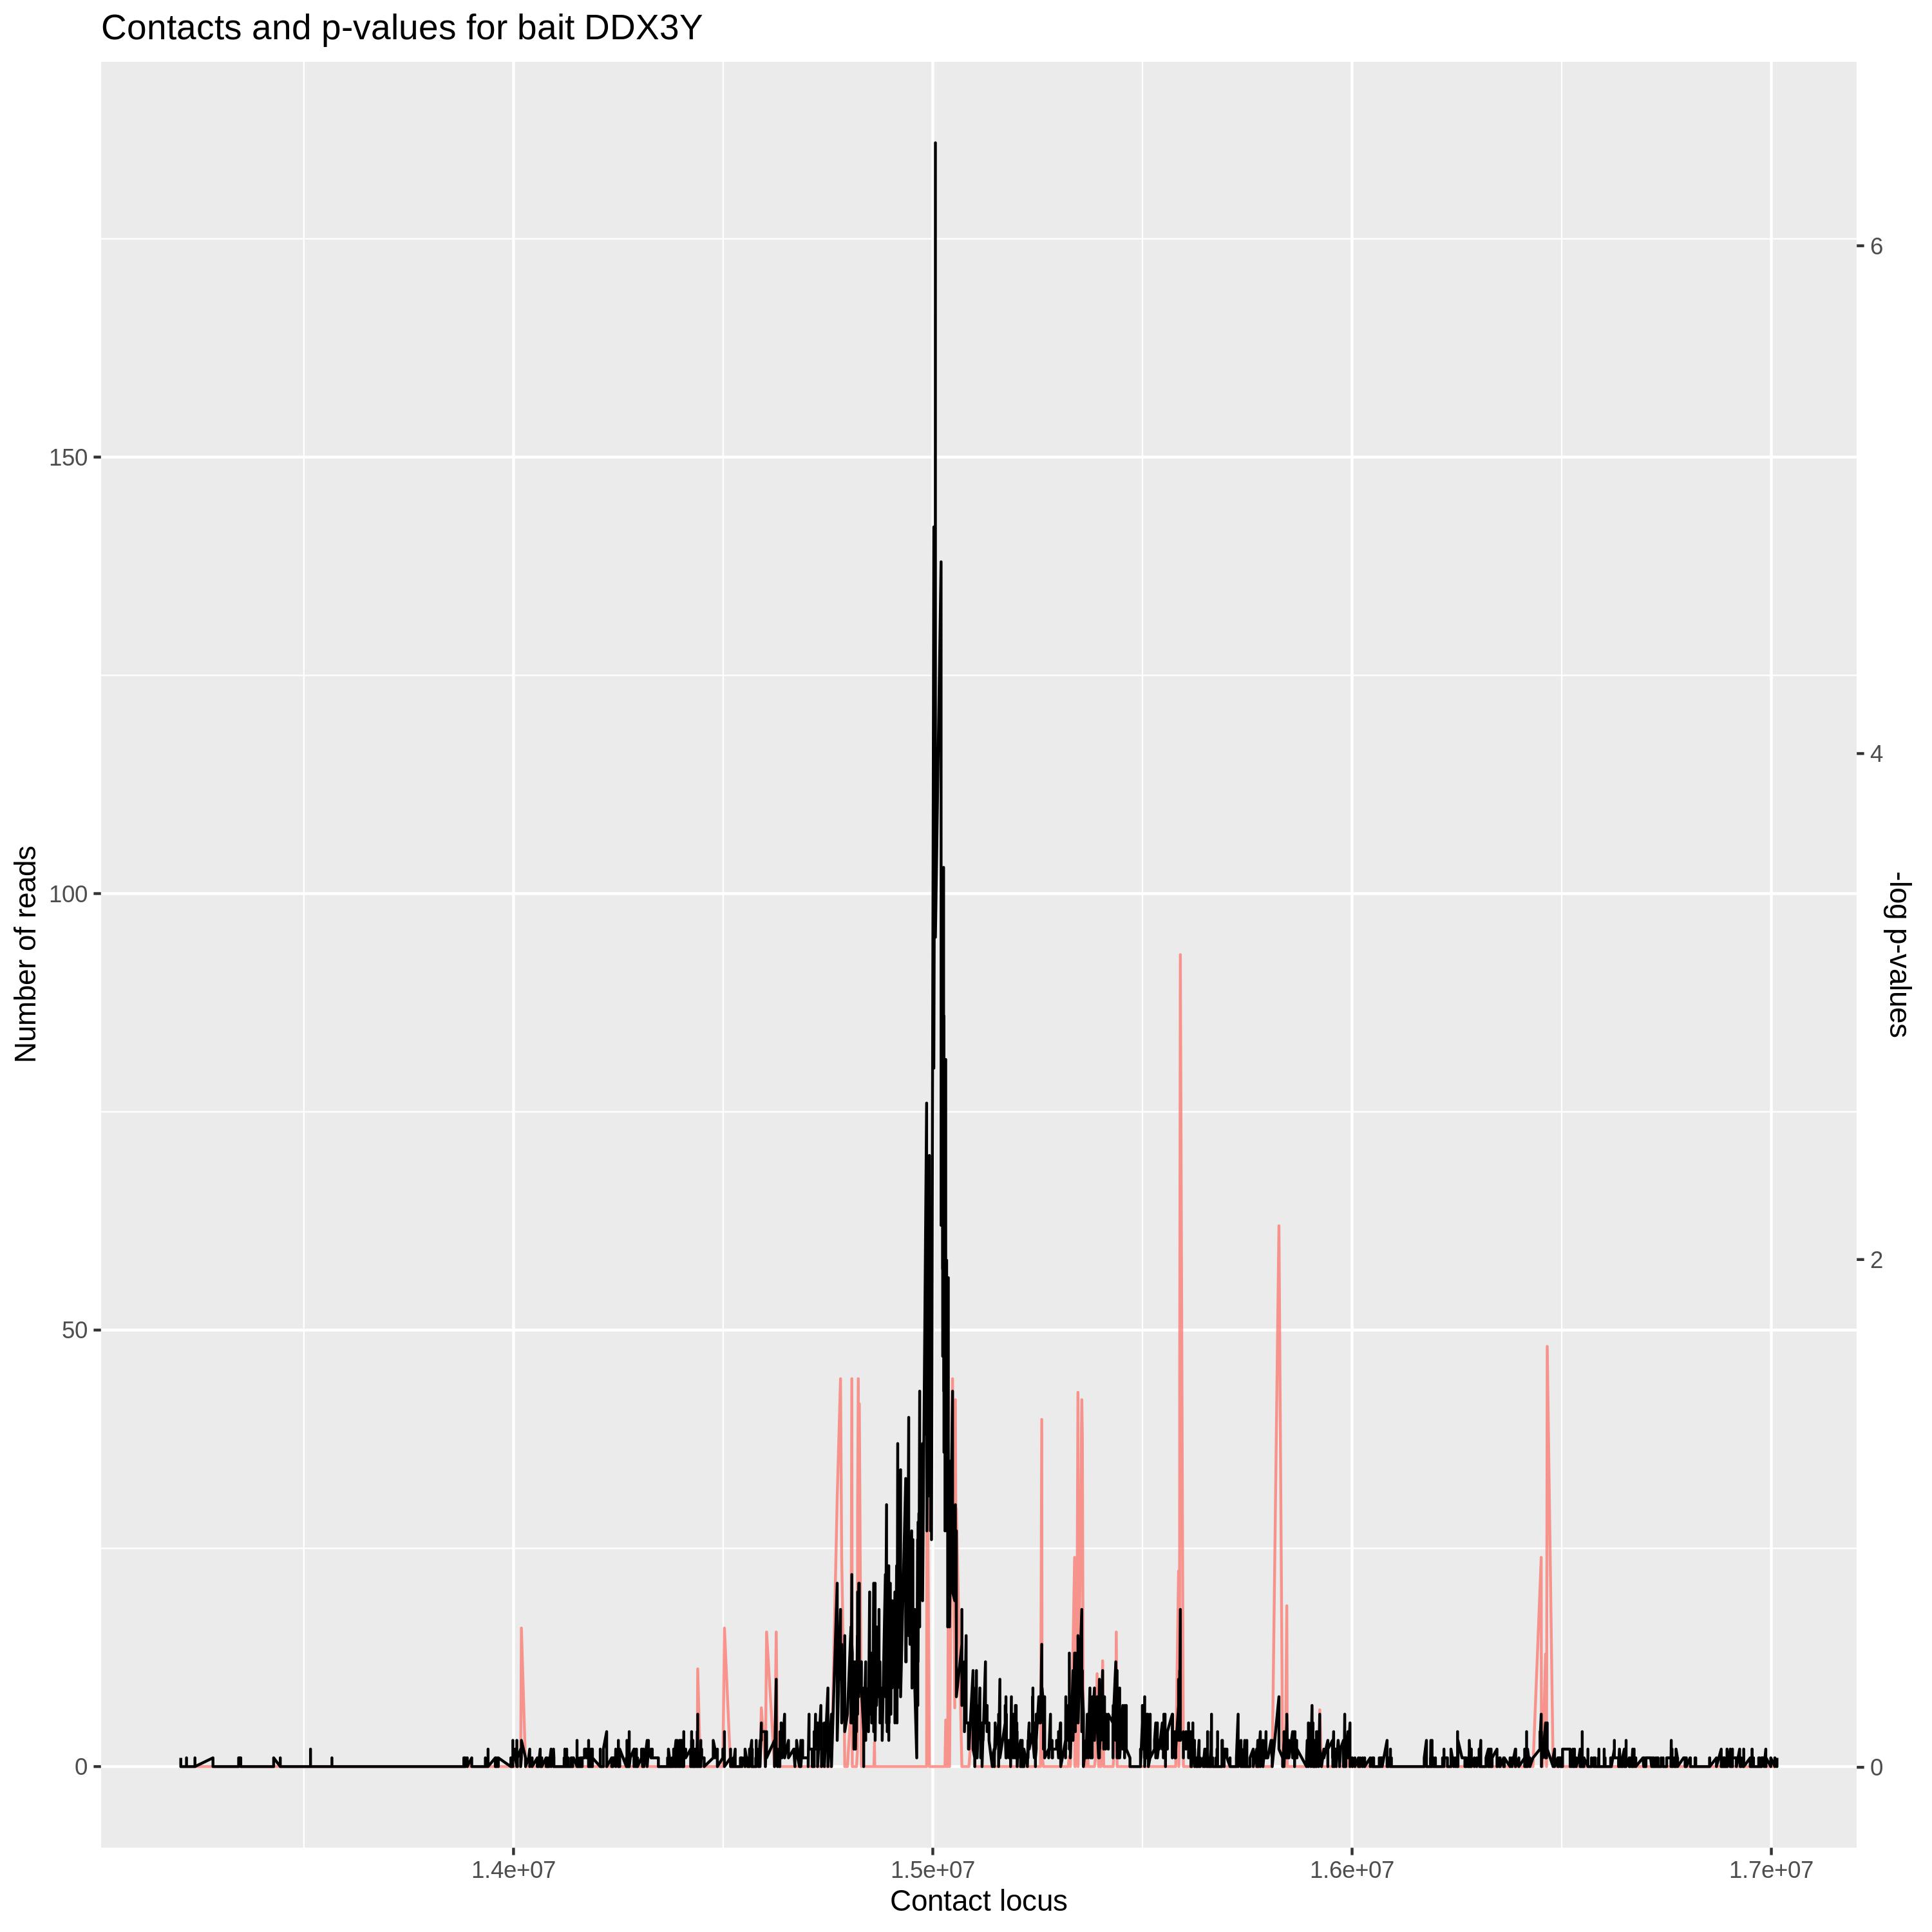 Contacts and p-values for bait DDX3Y
Number of reads
150
100
50
0
6
4
2
0
-log p-values
1.4e+07
1.5e+07
1.6e+07
1.7e+07
Contact locus